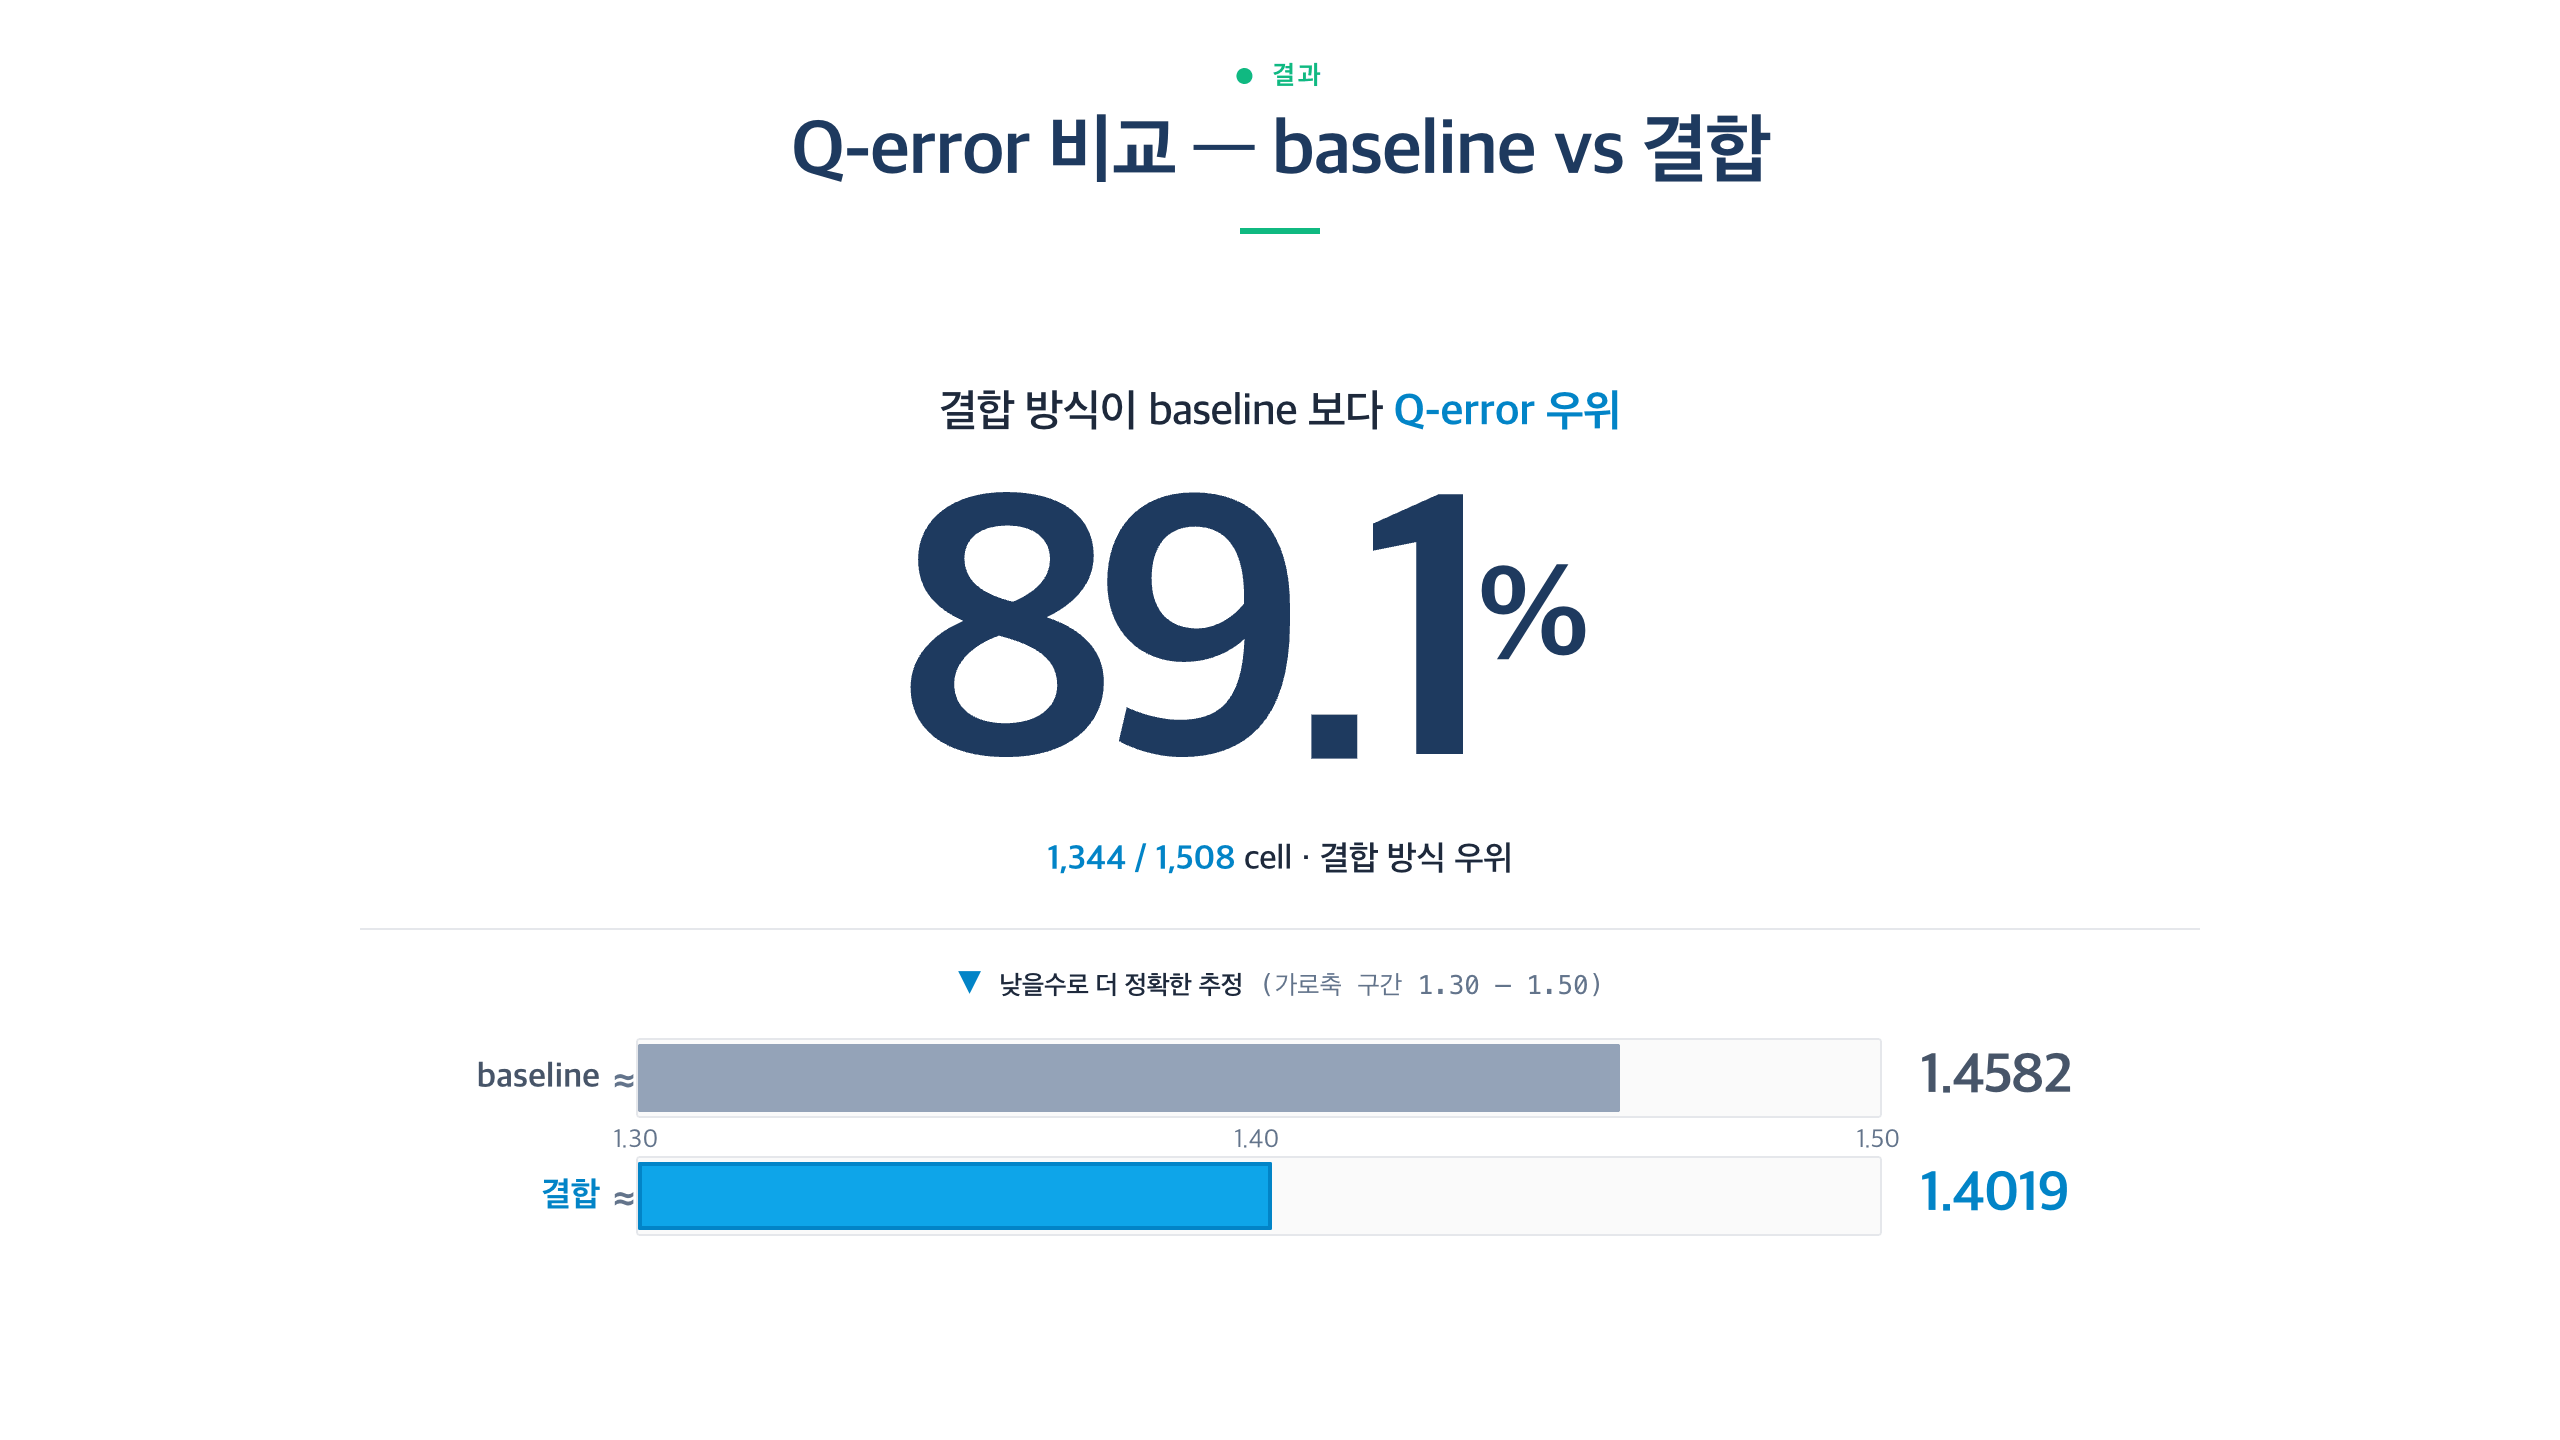 결과
Q-error 비교 — baseline vs 결합
결합 방식이 baseline 보다 Q-error 우위
89.1%
1,344 / 1,508 cell · 결합 방식 우위
▼ 낮을수로 더 정확한 추정 (가로축 구간 1.30 — 1.50)
baseline ≈ 1.4582
1.30 1.40 1.50
결합 ≈ 1.4019